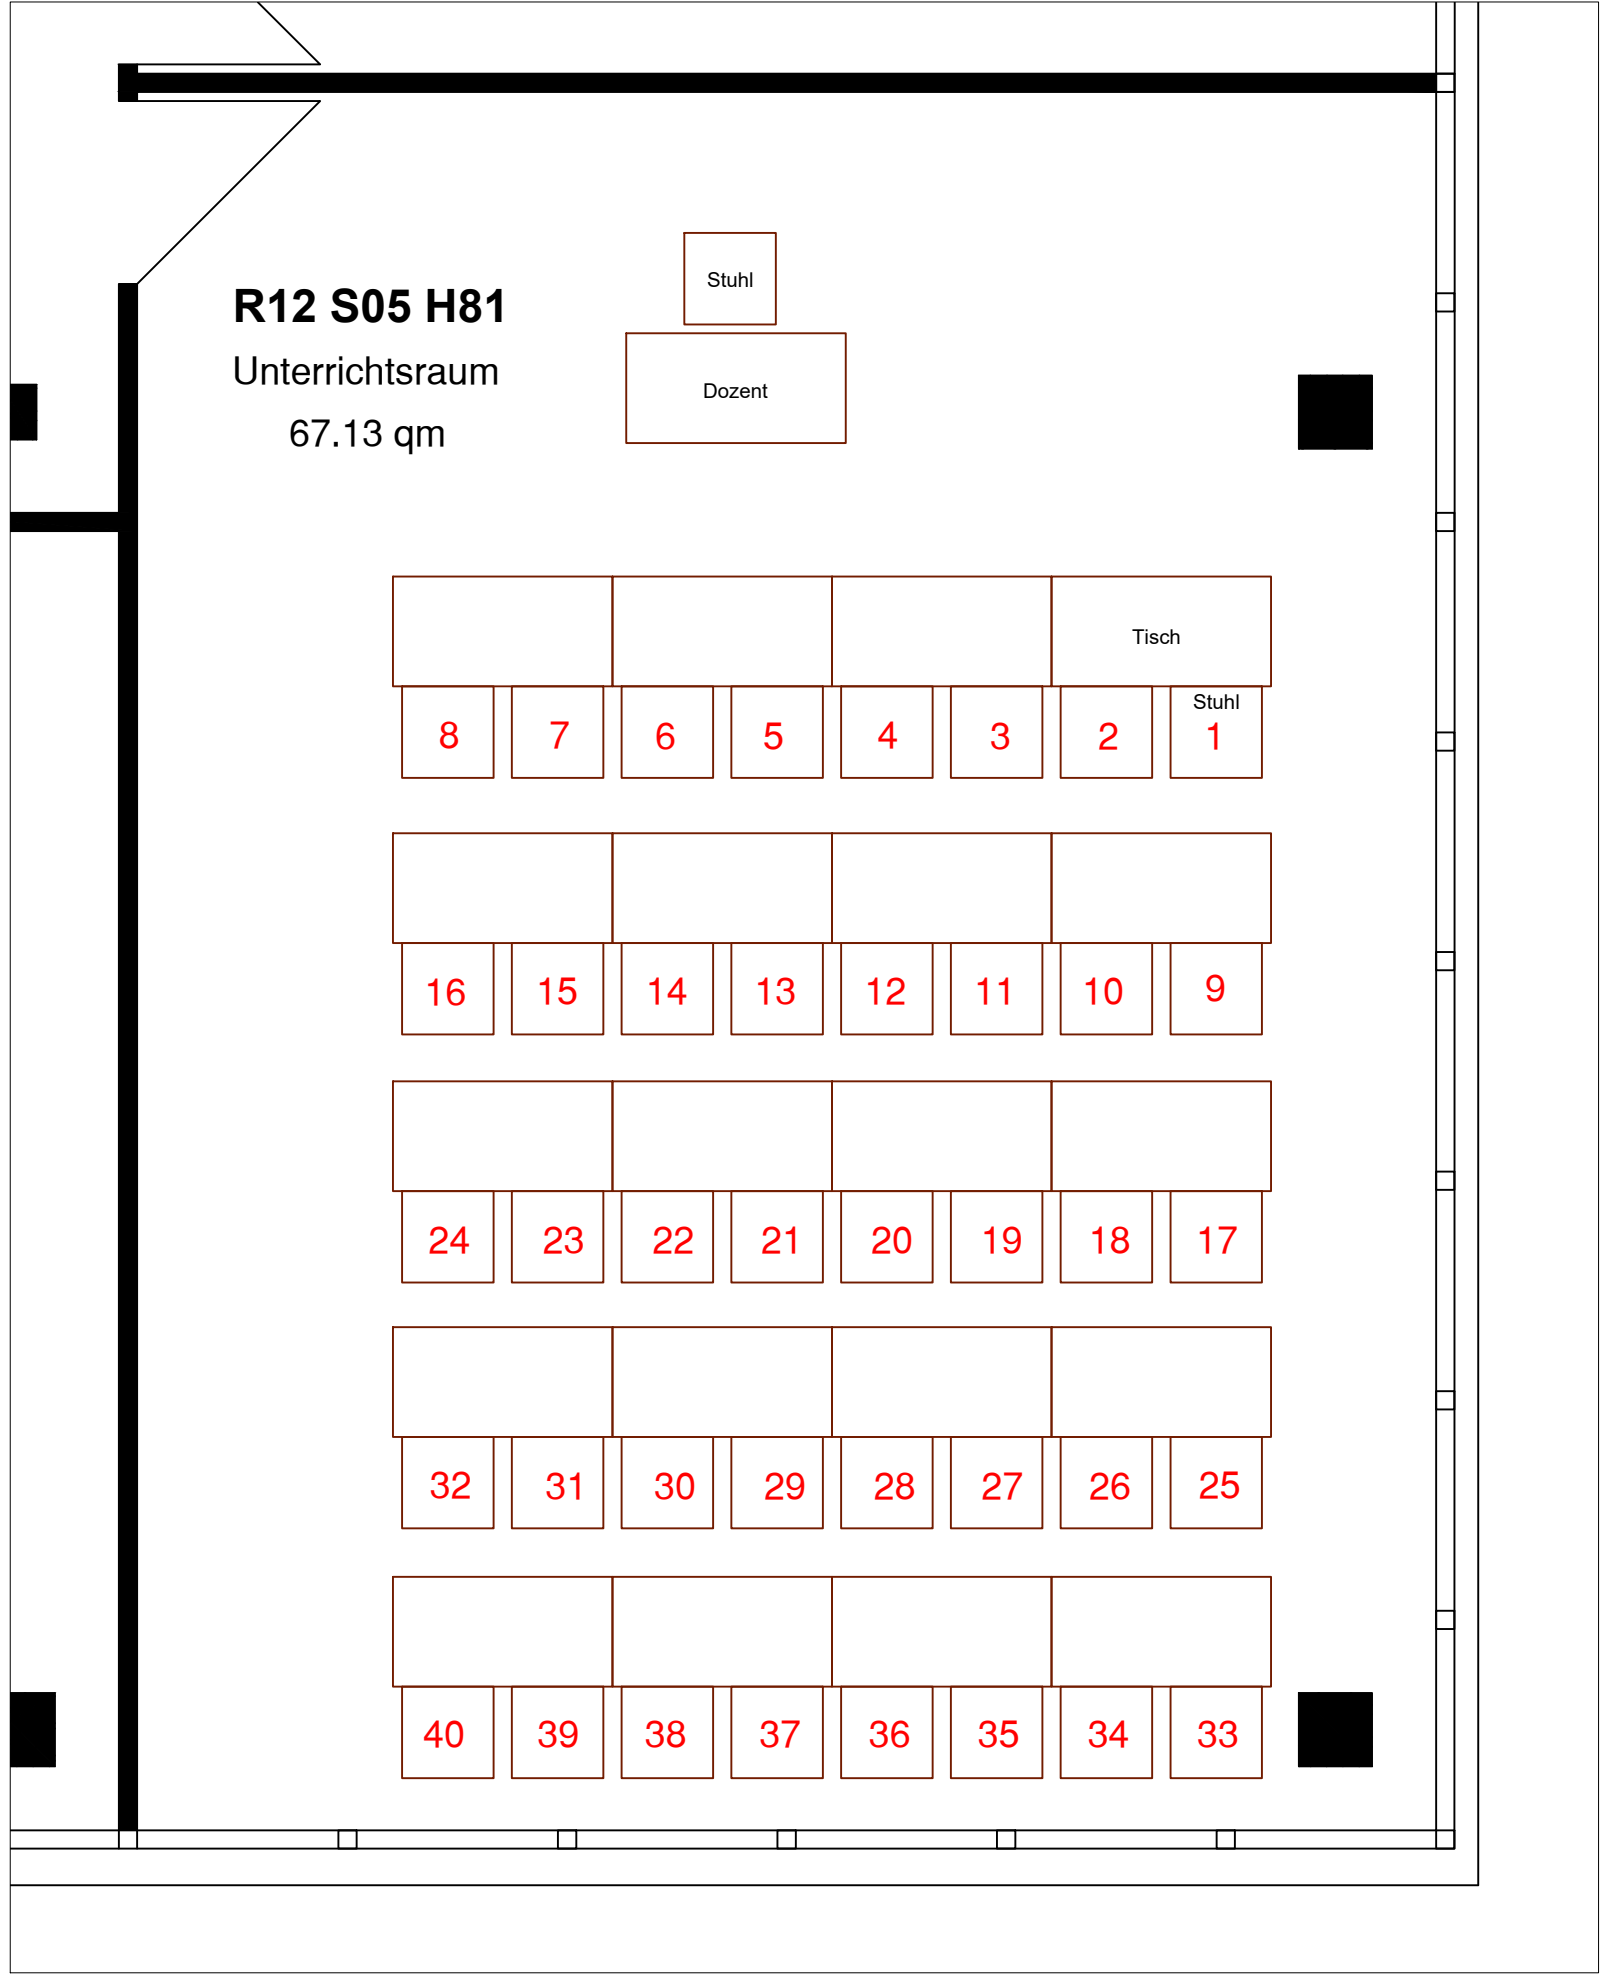 Stuhl
R12 S05 H81
Unterrichtsraum
Dozent
67.13 qm
Tisch
Stuhl
8 7 6 5 4 3 2 1
16 15 14 13 12 11 10 9
24 23 22 21 20 19 18 17
32 31 30 29 28 27 26 25
40 39 38 37 36 35 34 33